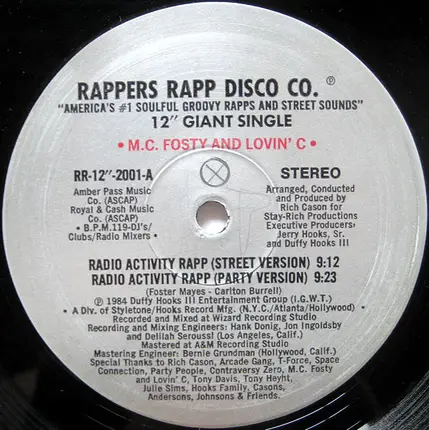 RAPPERS RAPP DISCO CO. ℗
"AMERICA'S #1 SOULFUL GROOVY RAPPS AND STREET SOUNDS"
12" GIANT SINGLE
• M.C. FOSTY AND LOVIN' C •
RR-12"-2001-A
Amber Pass Music
Co. (ASCAP)
Royal & Cash Music
Co. (ASCAP)
• B.P.M. 119-DJ's/
Clubs/Radio Mixers •
STEREO
Arranged, Conducted
and Produced by
Rich Cason for
Stay-Rich Productions
Executive Producers:
Jerry Hooks, Sr.
and Duffy Hooks III
RADIO ACTIVITY RAPP (STREET VERSION) 9:12
RADIO ACTIVITY RAPP (PARTY VERSION) 9:23
(Foster Mayes - Carlton Burrell)
℗ 1984 Duffy Hooks III Entertainment Group (I.G.W.T.)
• A Div. of Styletone/Hooks Record Mfg. (N.Y.C./Atlanta/Hollywood) •
Recorded and Mixed at Wizard Recording Studio
Recording and Mixing Engineers: Hank Donig, Jon Ingoldsby
and Delilah Seroussi (Los Angeles, Calif.)
Mastered at A&M Recording Studio
Mastering Engineer: Bernie Grundman (Hollywood, Calif.)
Special Thanks to Rich Cason, Arcade Gang, T-Force, Space
Connection, Party People, Contraversy Zero, M.C. Fosty
and Lovin' C, Tony Davis, Tony Heyht,
Julie Sims, Hooks Family, Casons,
Andersons, Johnsons & Friends.